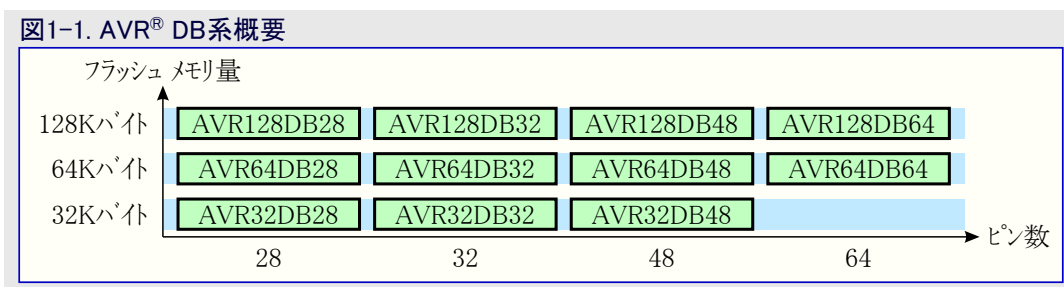 図1-1. AVR® DB系概要
フラッシュ メモリ量
128Kバイト AVR128DB28 AVR128DB32 AVR128DB48 AVR128DB64
64Kバイト AVR64DB28 AVR64DB32 AVR64DB48 AVR64DB64
32Kバイト AVR32DB28 AVR32DB32 AVR32DB48
ピン数
28 32 48 64